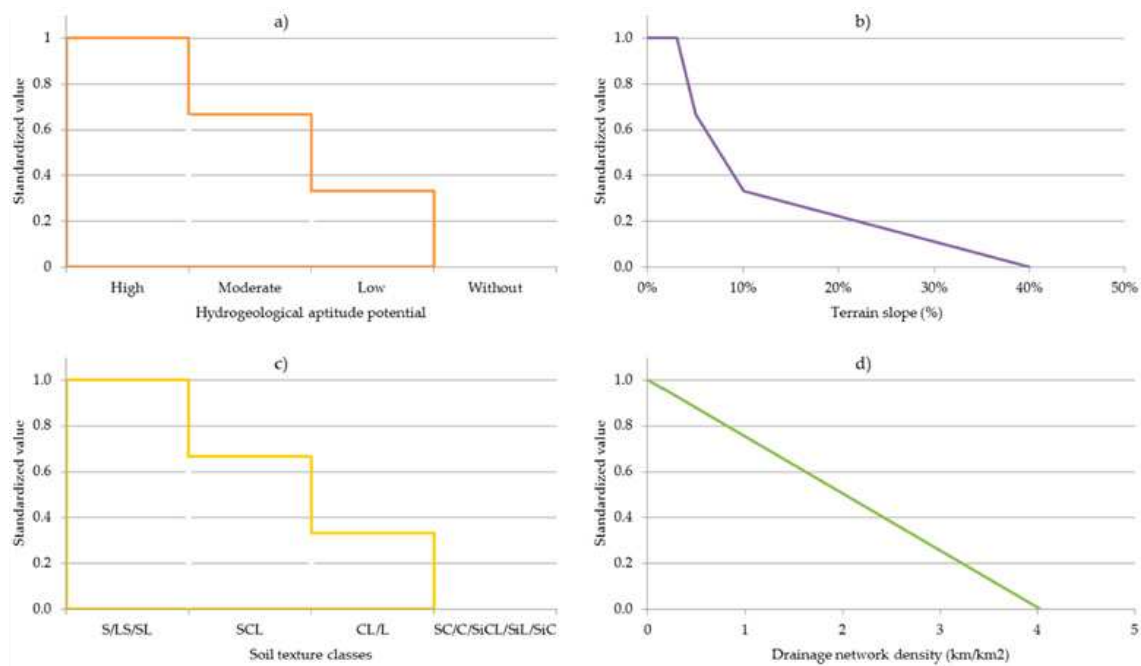 a)
Standardized value
1
0.8
0.6
0.4
0.2
0
High Moderate Low Without
Hydrogeological aptitude potential
b)
Standardized value
1.0
0.8
0.6
0.4
0.2
0.0
0% 10% 20% 30% 40% 50%
Terrain slope (%)
c)
Standardized value
1.0
0.8
0.6
0.4
0.2
0.0
S/LS/SL SCL CL/L SC/C/SiCL/SiL/SiC
Soil texture classes
d)
Standardized value
1.0
0.8
0.6
0.4
0.2
0.0
0 1 2 3 4 5
Drainage network density (km/km2)